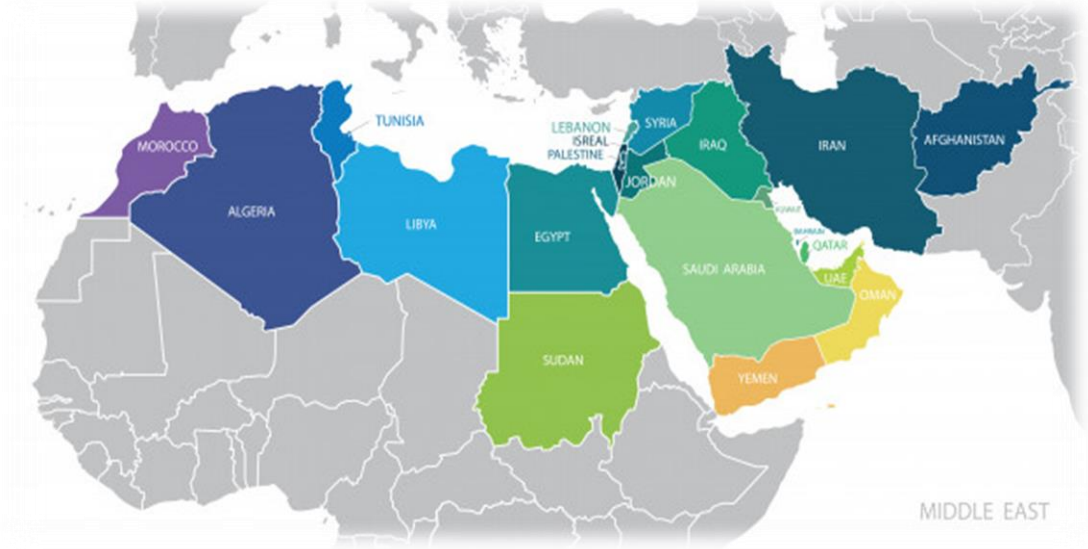 TUNISIA
LEBANON
SYRIA
ISREAL
MOROCCO
PALESTINE
IRAQ
IRAN
AFGHANISTAN
JORDAN
ALGERIA
KUWAIT
LIBYA
EGYPT
BAHRAIN
QATAR
SAUDI ARABIA
UAE
OMAN
SUDAN
YEMEN
MIDDLE EAST